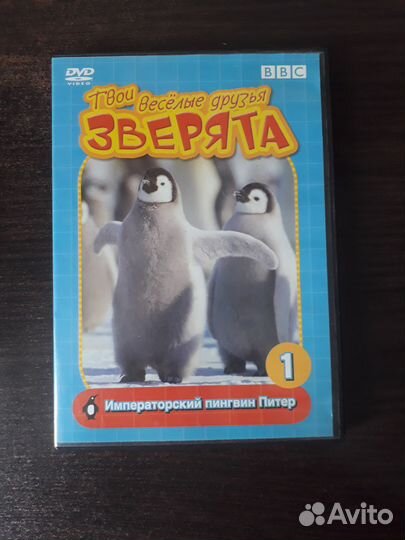 DVD
VIDEO
BBC
Твои весёлые друзья
ЗВЕРЯТА
1
Императорский пингвин Питер
Avito